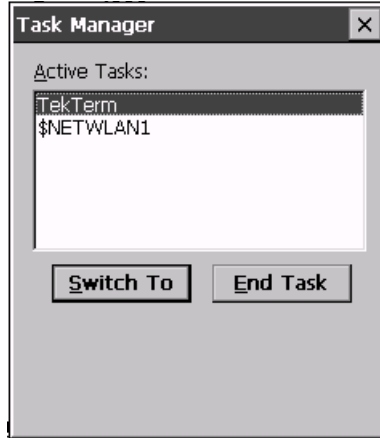 Task Manager
Active Tasks:
TekTerm
$NETWLAN1
Switch To
End Task